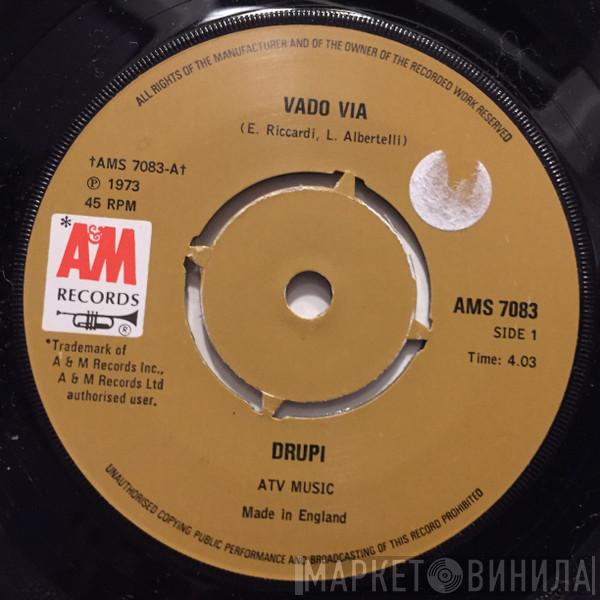 ALL RIGHTS OF THE MANUFACTURER AND OF THE OWNER OF THE RECORDED WORK RESERVED
VADO VIA
(E. Riccardi, L. Albertelli)
†AMS 7083-A†
℗ 1973
45 RPM
*A&M
RECORDS
®
*Trademark of
A & M Records Inc.,
A & M Records Ltd
authorised user.
AMS 7083
SIDE 1
Time: 4.03
DRUPI
ATV MUSIC
Made in England
UNAUTHORISED COPYING PUBLIC PERFORMANCE AND BROADCASTING OF THIS RECORD PROHIBITED
МАРКЕТ ВИНИЛА